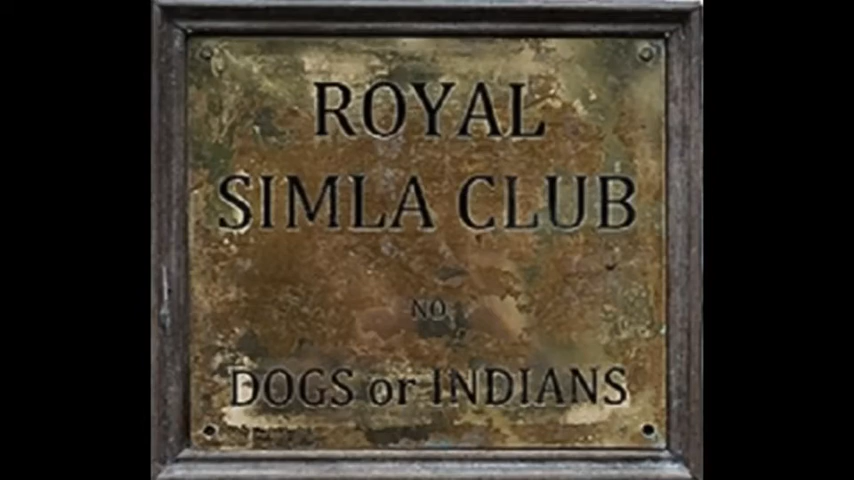 ROYAL
SIMLA CLUB
NO
DOGS or INDIANS